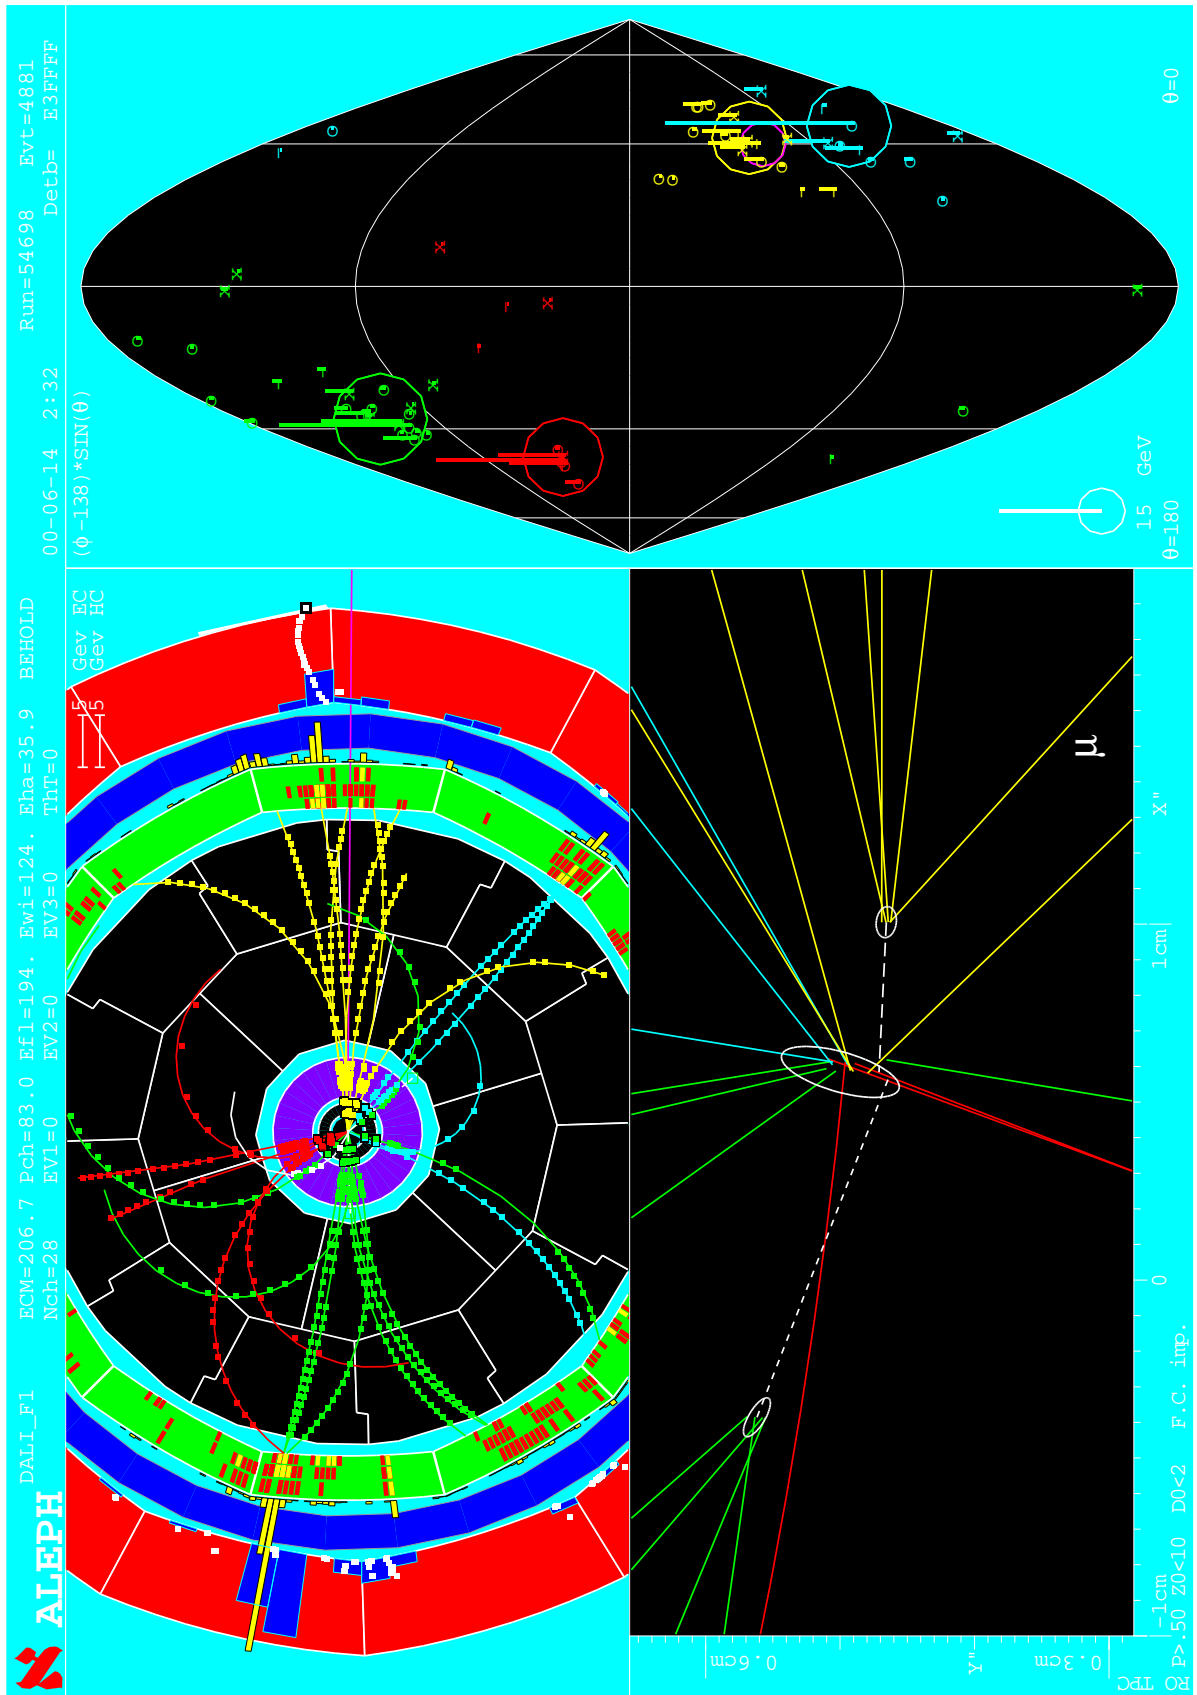 ALEPH DALI_F1 ECM=206.7 Pch=83.0 Efl=194. Ewi=124. Eha=35.9 BEHOLD
Nch=28 EV1=0 EV2=0 EV3=0 ThT=0
Run=54698 Evt=4881
00-06-14 2:32 Detb= E3FFFF
5 Gev EC
5 Gev HC
(ϕ-138)*SIN(θ)
15 GeV
θ=180
θ=0
μ
-1cm
0
1cm
X"
0.6cm
Y"
0.3cm
P>.50 Z0<10 D0<2 F.C. imp.
RO TPC